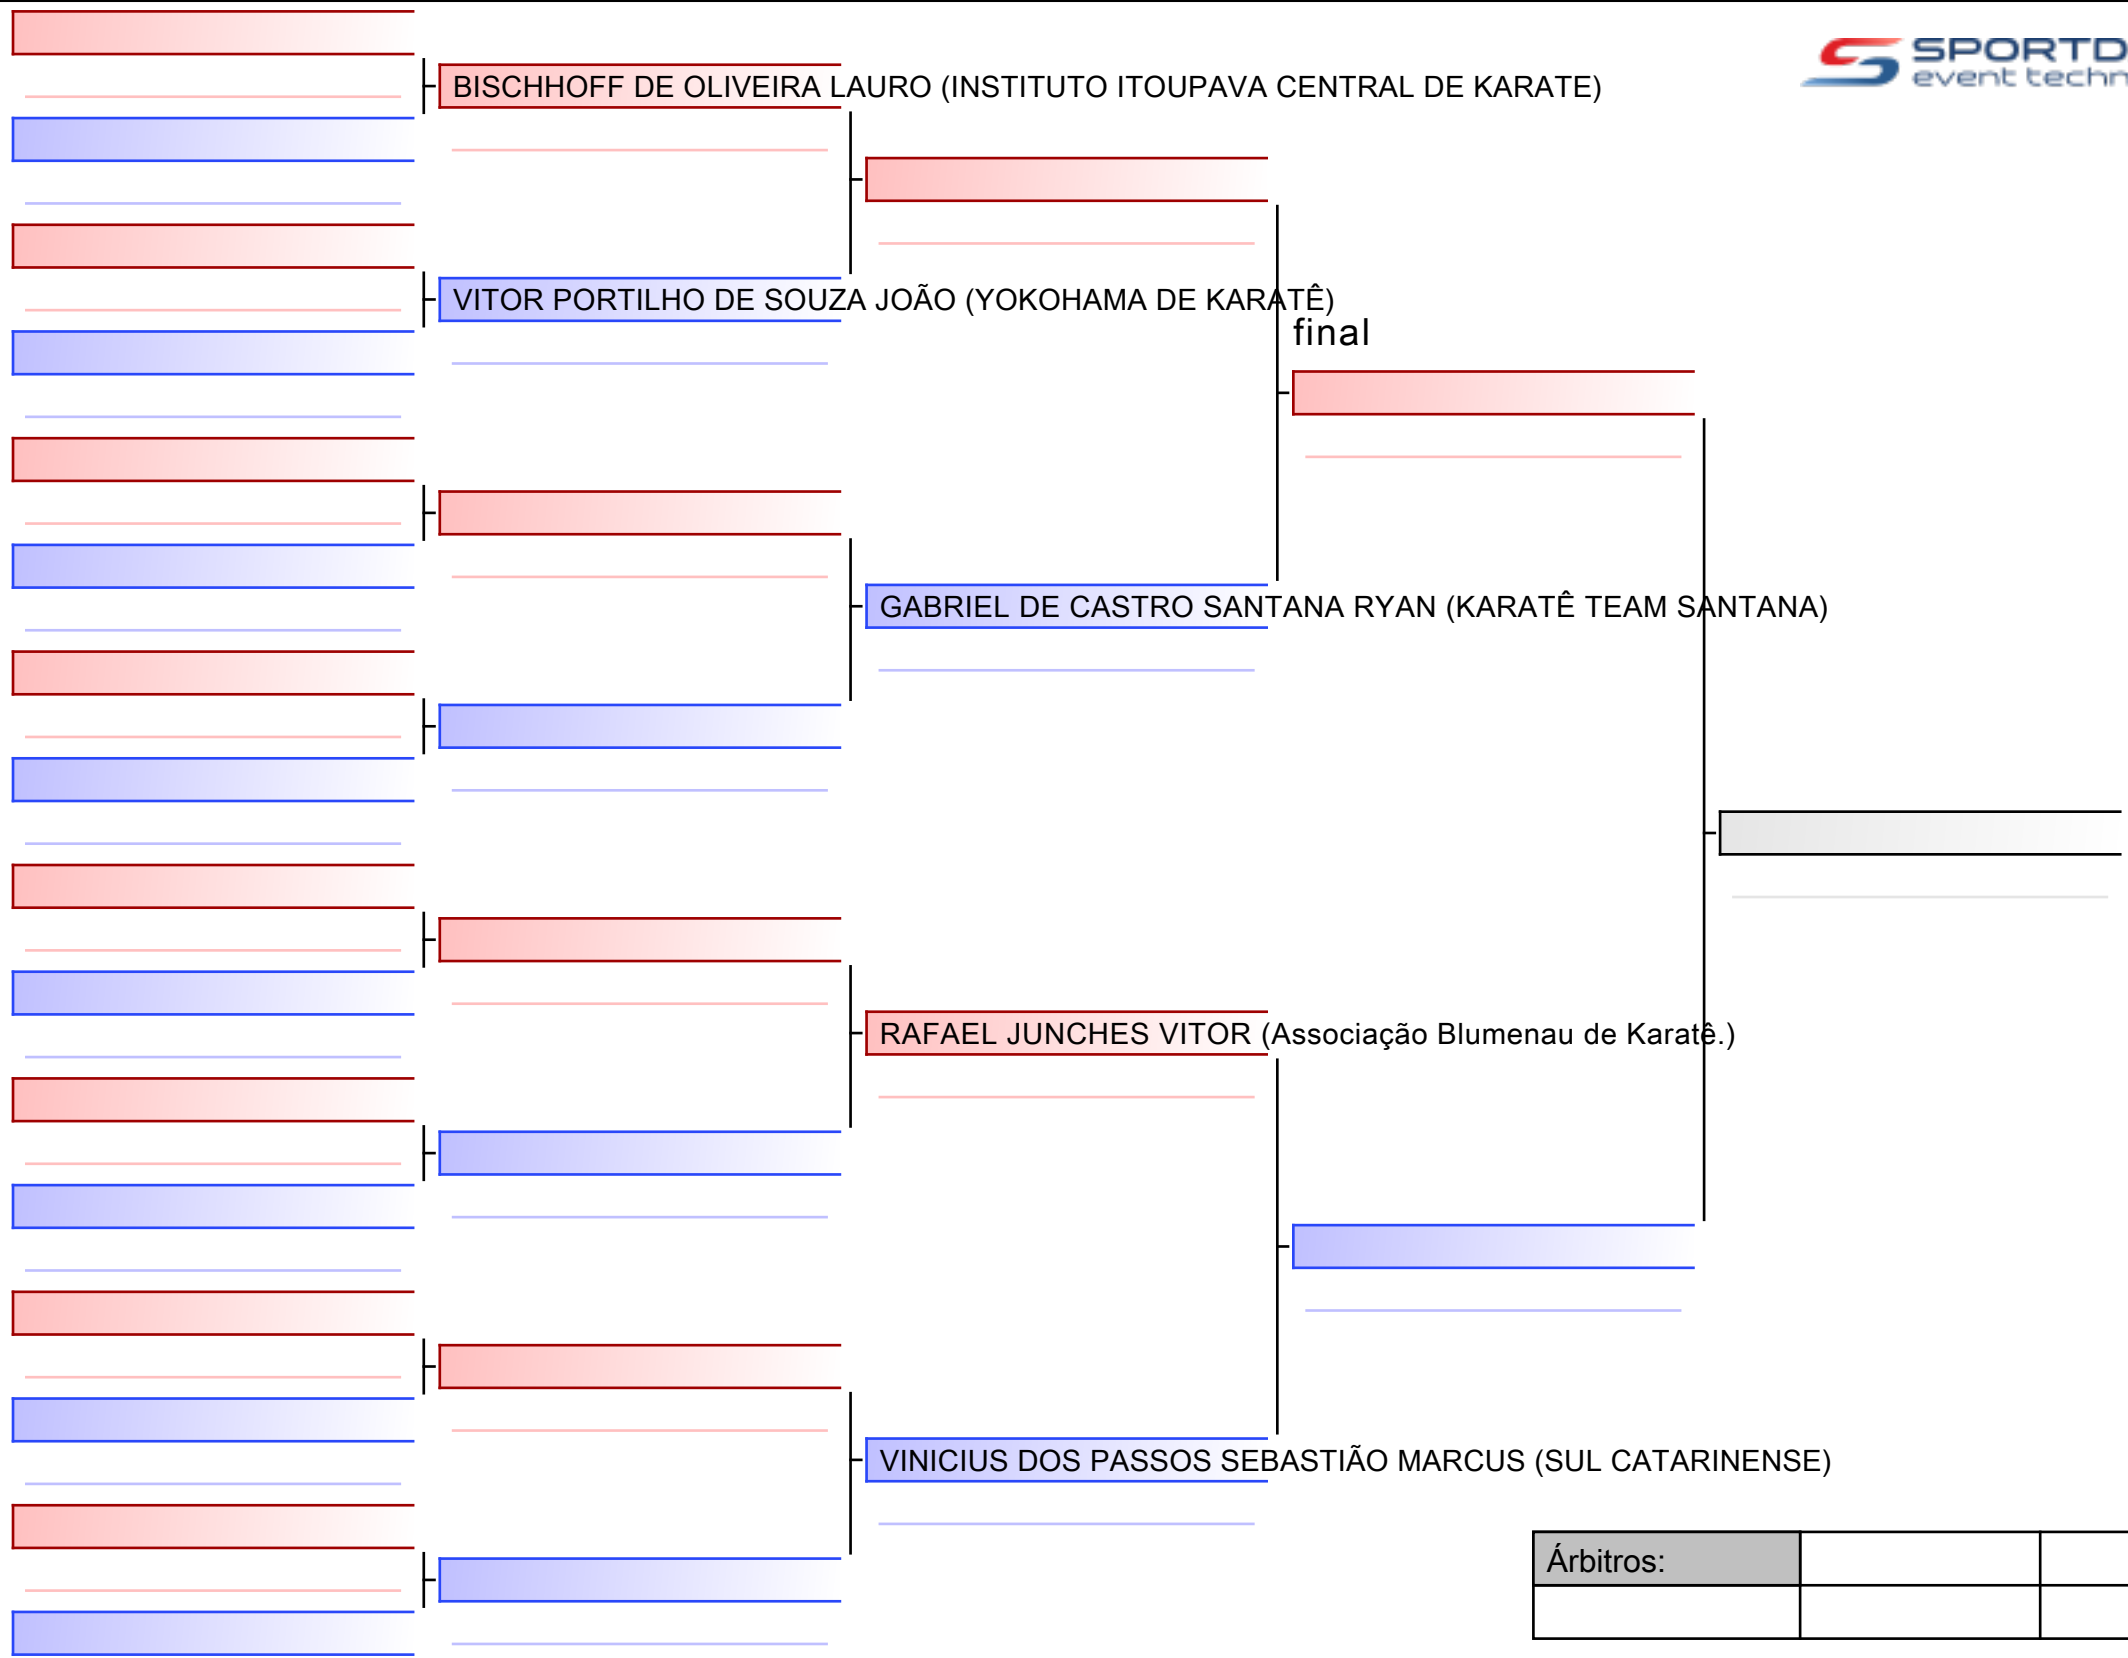 SPORTD
event techn
BISCHHOFF DE OLIVEIRA LAURO (INSTITUTO ITOUPAVA CENTRAL DE KARATE)
VITOR PORTILHO DE SOUZA JOÃO (YOKOHAMA DE KARATÊ)
final
GABRIEL DE CASTRO SANTANA RYAN (KARATÊ TEAM SANTANA)
RAFAEL JUNCHES VITOR (Associação Blumenau de Karatê.)
VINICIUS DOS PASSOS SEBASTIÃO MARCUS (SUL CATARINENSE)
Árbitros: